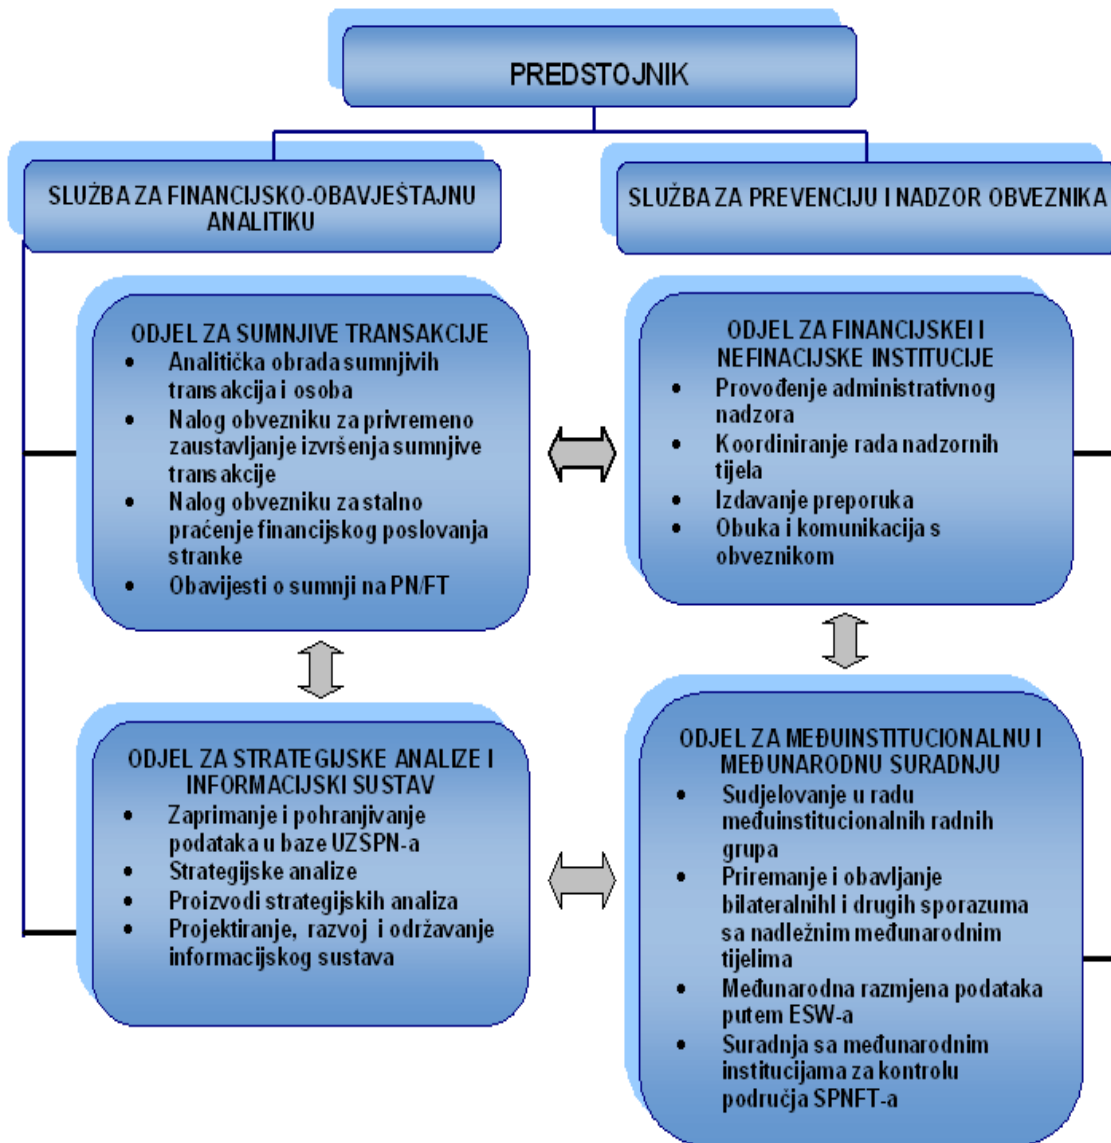 PREDSTOJNIK
SLUŽBA ZA FINANCIJSKO-OBAVJEŠTAJNU
ANALITIKU
SLUŽBA ZA PREVENCIJU I NADZOR OBVEZNIKA
ODJEL ZA SUMNJIVE TRANSAKCIJE
• Analitička obrada sumnjivih
transakcija i osoba
• Nalog obvezniku za privremeno
zaustavljanje izvršenja sumnjive
transakcije
• Nalog obvezniku za stalno
praćenje financijskog poslovanja
stranke
• Obavijesti o sumnji na PN/FT
ODJEL ZA FINANCIJSKEI I
NEFINACIJSKE INSTITUCIJE
• Provođenje administrativnog
nadzora
• Koordiniranje rada nadzornih
tijela
• Izdavanje preporuka
• Obuka i komunikacija s
obveznikom
ODJEL ZA STRATEGIJSKE ANALIZE I
INFORMACIJSKI SUSTAV
• Zaprimanje i pohranjivanje
podataka u baze UZSPN-a
• Strategijske analize
• Proizvodi strategijskih analiza
• Projektiranje, razvoj i održavanje
informacijskog sustava
ODJEL ZA MEĐUINSTITUCIONALNU I
MEĐUNARODNU SURADNJU
• Sudjelovanje u radu
međuinstitucionalnih radnih
grupa
• Priremanje i obavljanje
bilateralnihl i drugih sporazuma
sa nadležnim međunarodnim
tijelima
• Međunarodna razmjena podataka
putem ESW-a
• Suradnja sa međunarodnim
institucijama za kontrolu
područja SPNFT-a